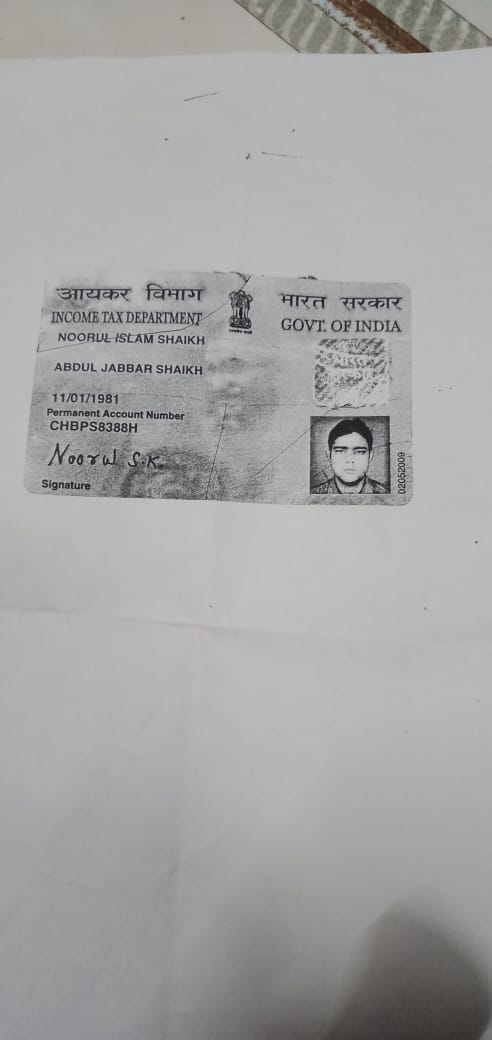 आयकर विभाग
भारत सरकार
INCOME TAX DEPARTMENT
GOVT. OF INDIA
NOORUL ISLAM SHAIKH
ABDUL JABBAR SHAIKH
11/01/1981
Permanent Account Number
CHBPS8388H
Noorul S.K.
Signature
02052009